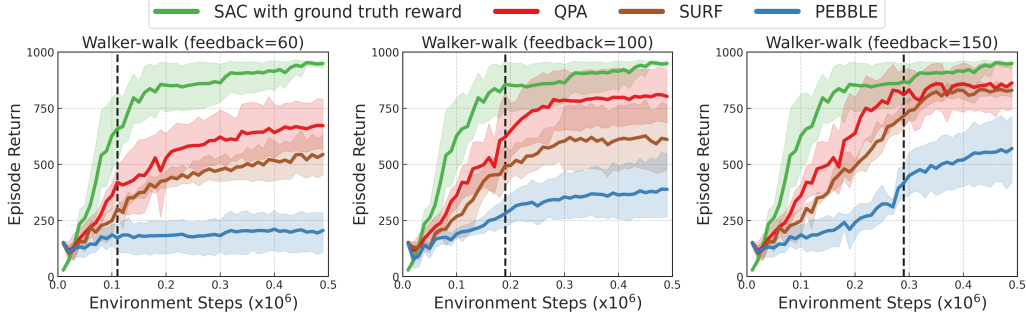 SAC with ground truth reward QPA SURF PEBBLE
Walker-walk (feedback=60)
Episode Return
1000
750
500
250
0
0.0 0.1 0.2 0.3 0.4 0.5
Environment Steps (x10⁶)
Walker-walk (feedback=100)
Episode Return
1000
750
500
250
0
0.0 0.1 0.2 0.3 0.4 0.5
Environment Steps (x10⁶)
Walker-walk (feedback=150)
Episode Return
1000
750
500
250
0
0.0 0.1 0.2 0.3 0.4 0.5
Environment Steps (x10⁶)